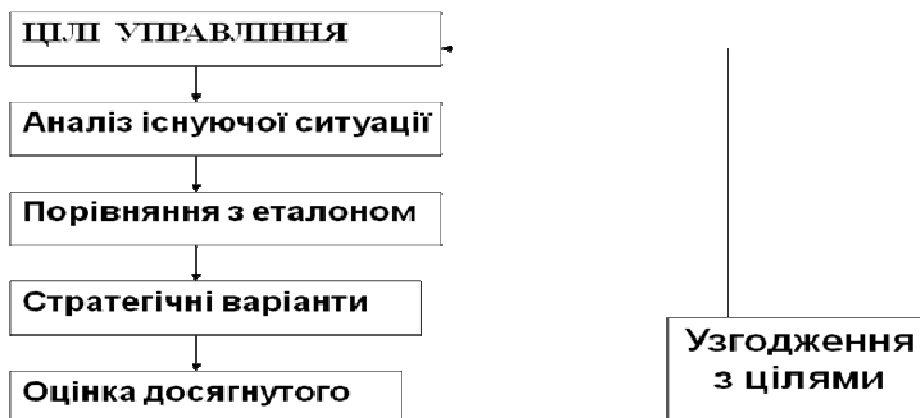 ЦІЛІ УПРАВЛІННЯ
Аналіз існуючої ситуації
Порівняння з еталоном
Стратегічні варіанти
Оцінка досягнутого
Узгодження
з цілями